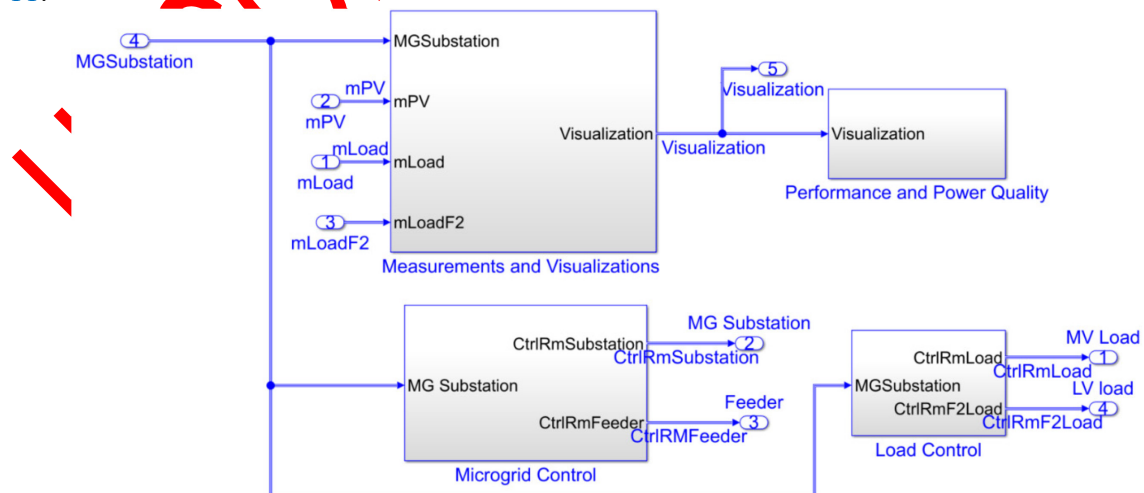 4
MGSubstation
MGSubstation
mPV
2
mPV
mPV
mLoad
1
mLoad
mLoad
3
mLoadF2
mLoadF2
Visualization
Visualization
5
Visualization
Visualization
Measurements and Visualizations
Performance and Power Quality
MG Substation
CtrlRmSubstation
CtrlRmSubstation
MG Substation
2
CtrlRmFeeder
CtrlRMFeeder
Feeder
3
Microgrid Control
MGSubstation
CtrlRmLoad
CtrlRmLoad
MV Load
1
CtrlRmF2Load
CtrlRmF2Load
LV load
4
Load Control